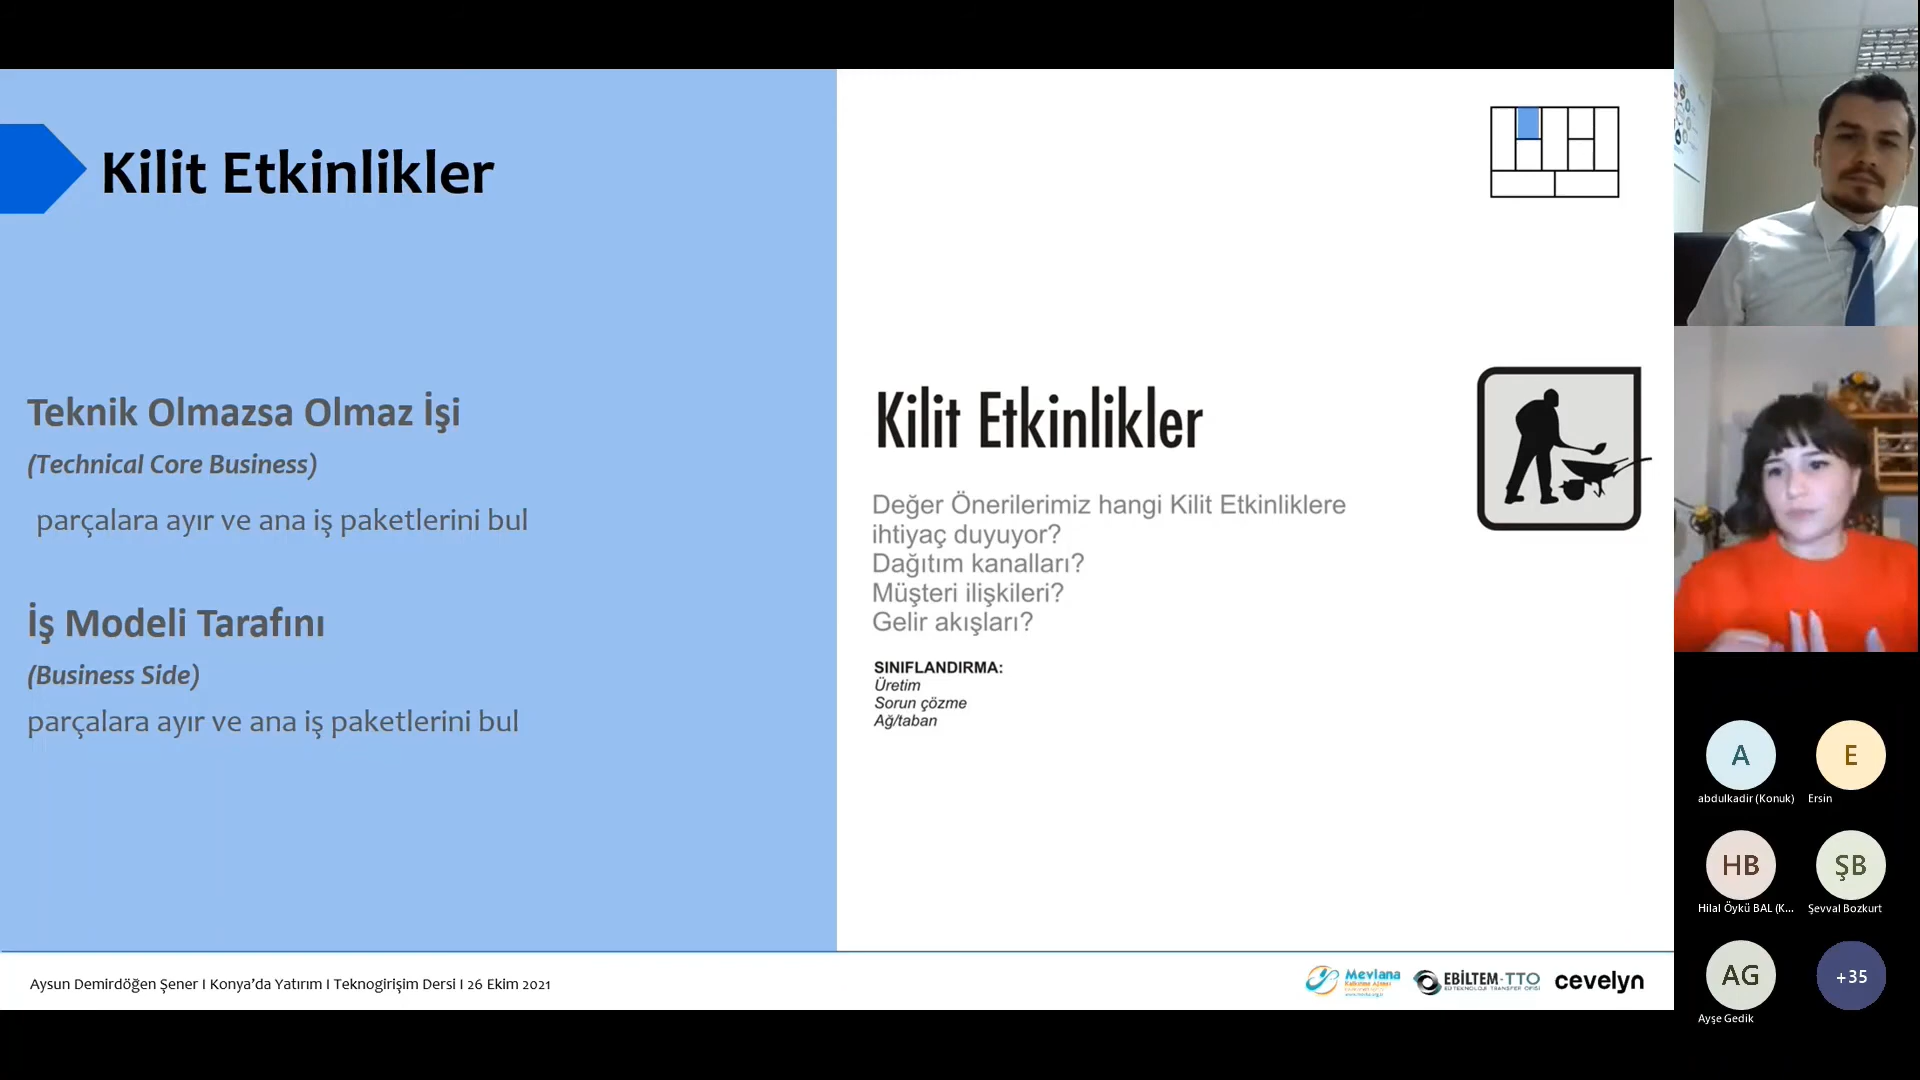 Kilit Etkinlikler
Teknik Olmazsa Olmaz İşi
(Technical Core Business)
parçalara ayır ve ana iş paketlerini bul
İş Modeli Tarafını
(Business Side)
parçalara ayır ve ana iş paketlerini bul
Kilit Etkinlikler
Değer Önerilerimiz hangi Kilit Etkinliklere
ihtiyaç duyuyor?
Dağıtım kanalları?
Müşteri ilişkileri?
Gelir akışları?
SINIFLANDIRMA:
Üretim
Sorun çözme
Ağ/taban
Aysun Demirdöğen Şener I Konya'da Yatırım I Teknogirişim Dersi I 26 Ekim 2021
Mevlana
EBİLTEM-TTO
cevelyn
A
abdulkadir (Konuk)
E
Ersin
HB
Hilal Öykü BAL (K...
ŞB
Şevval Bozkurt
AG
Ayşe Gedik
+35